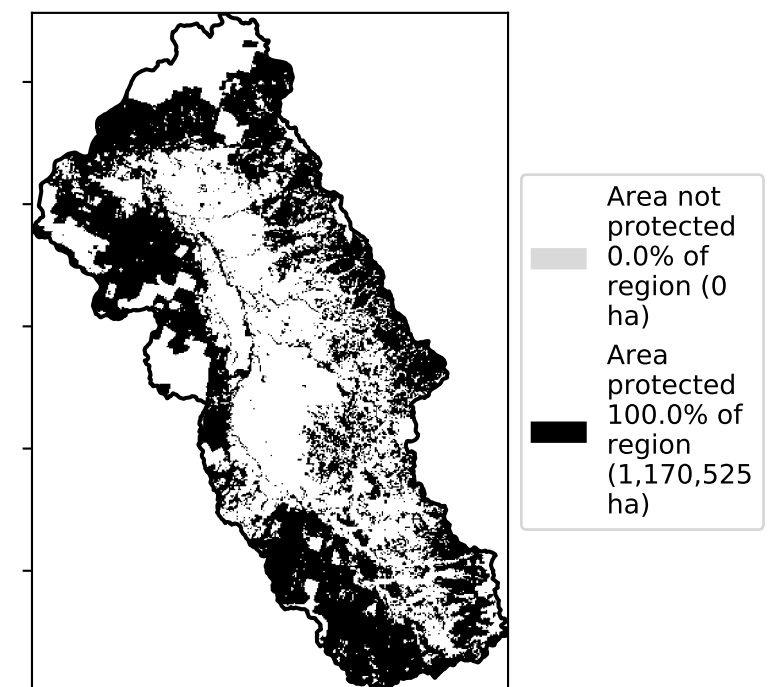 Area not
protected
0.0% of
region (0
ha)
Area
protected
100.0% of
region
(1,170,525
ha)